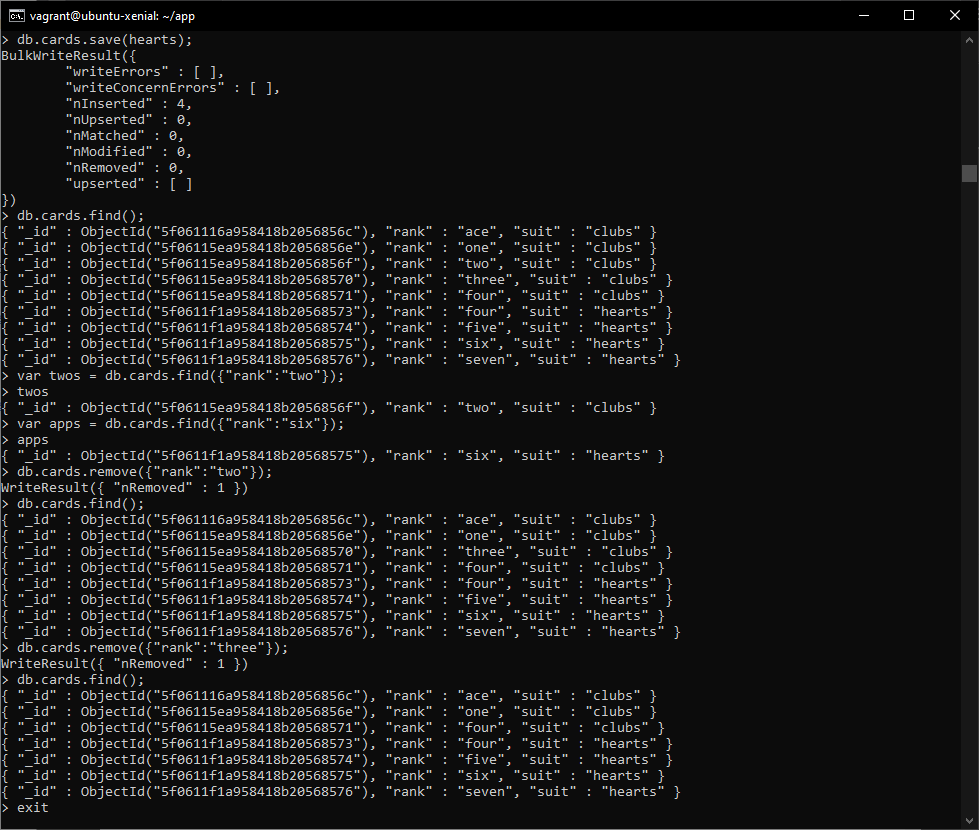 vagrant@ubuntu-xenial: ~/app
> db.cards.save(hearts);
BulkWriteResult({
        "writeErrors" : [ ],
        "writeConcernErrors" : [ ],
        "nInserted" : 4,
        "nUpserted" : 0,
        "nMatched" : 0,
        "nModified" : 0,
        "nRemoved" : 0,
        "upserted" : [ ]
})
> db.cards.find();
{ "_id" : ObjectId("5f061116a958418b2056856c"), "rank" : "ace", "suit" : "clubs" }
{ "_id" : ObjectId("5f06115ea958418b2056856e"), "rank" : "one", "suit" : "clubs" }
{ "_id" : ObjectId("5f06115ea958418b2056856f"), "rank" : "two", "suit" : "clubs" }
{ "_id" : ObjectId("5f06115ea958418b20568570"), "rank" : "three", "suit" : "clubs" }
{ "_id" : ObjectId("5f06115ea958418b20568571"), "rank" : "four", "suit" : "clubs" }
{ "_id" : ObjectId("5f0611f1a958418b20568573"), "rank" : "four", "suit" : "hearts" }
{ "_id" : ObjectId("5f0611f1a958418b20568574"), "rank" : "five", "suit" : "hearts" }
{ "_id" : ObjectId("5f0611f1a958418b20568575"), "rank" : "six", "suit" : "hearts" }
{ "_id" : ObjectId("5f0611f1a958418b20568576"), "rank" : "seven", "suit" : "hearts" }
> var twos = db.cards.find({"rank":"two"});
> twos
{ "_id" : ObjectId("5f06115ea958418b2056856f"), "rank" : "two", "suit" : "clubs" }
> var apps = db.cards.find({"rank":"six"});
> apps
{ "_id" : ObjectId("5f0611f1a958418b20568575"), "rank" : "six", "suit" : "hearts" }
> db.cards.remove({"rank":"two"});
WriteResult({ "nRemoved" : 1 })
> db.cards.find();
{ "_id" : ObjectId("5f061116a958418b2056856c"), "rank" : "ace", "suit" : "clubs" }
{ "_id" : ObjectId("5f06115ea958418b2056856e"), "rank" : "one", "suit" : "clubs" }
{ "_id" : ObjectId("5f06115ea958418b20568570"), "rank" : "three", "suit" : "clubs" }
{ "_id" : ObjectId("5f06115ea958418b20568571"), "rank" : "four", "suit" : "clubs" }
{ "_id" : ObjectId("5f0611f1a958418b20568573"), "rank" : "four", "suit" : "hearts" }
{ "_id" : ObjectId("5f0611f1a958418b20568574"), "rank" : "five", "suit" : "hearts" }
{ "_id" : ObjectId("5f0611f1a958418b20568575"), "rank" : "six", "suit" : "hearts" }
{ "_id" : ObjectId("5f0611f1a958418b20568576"), "rank" : "seven", "suit" : "hearts" }
> db.cards.remove({"rank":"three"});
WriteResult({ "nRemoved" : 1 })
> db.cards.find();
{ "_id" : ObjectId("5f061116a958418b2056856c"), "rank" : "ace", "suit" : "clubs" }
{ "_id" : ObjectId("5f06115ea958418b2056856e"), "rank" : "one", "suit" : "clubs" }
{ "_id" : ObjectId("5f06115ea958418b20568571"), "rank" : "four", "suit" : "clubs" }
{ "_id" : ObjectId("5f0611f1a958418b20568573"), "rank" : "four", "suit" : "hearts" }
{ "_id" : ObjectId("5f0611f1a958418b20568574"), "rank" : "five", "suit" : "hearts" }
{ "_id" : ObjectId("5f0611f1a958418b20568575"), "rank" : "six", "suit" : "hearts" }
{ "_id" : ObjectId("5f0611f1a958418b20568576"), "rank" : "seven", "suit" : "hearts" }
> exit